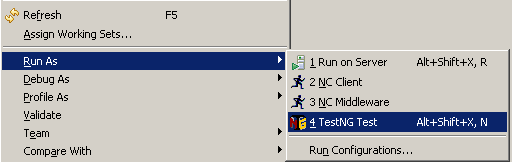 Refresh F5
Assign Working Sets...
Run As
Debug As
Profile As
Validate
Team
Compare With
1 Run on Server Alt+Shift+X, R
2 NC Client
3 NC Middleware
4 TestNG Test Alt+Shift+X, N
Run Configurations...